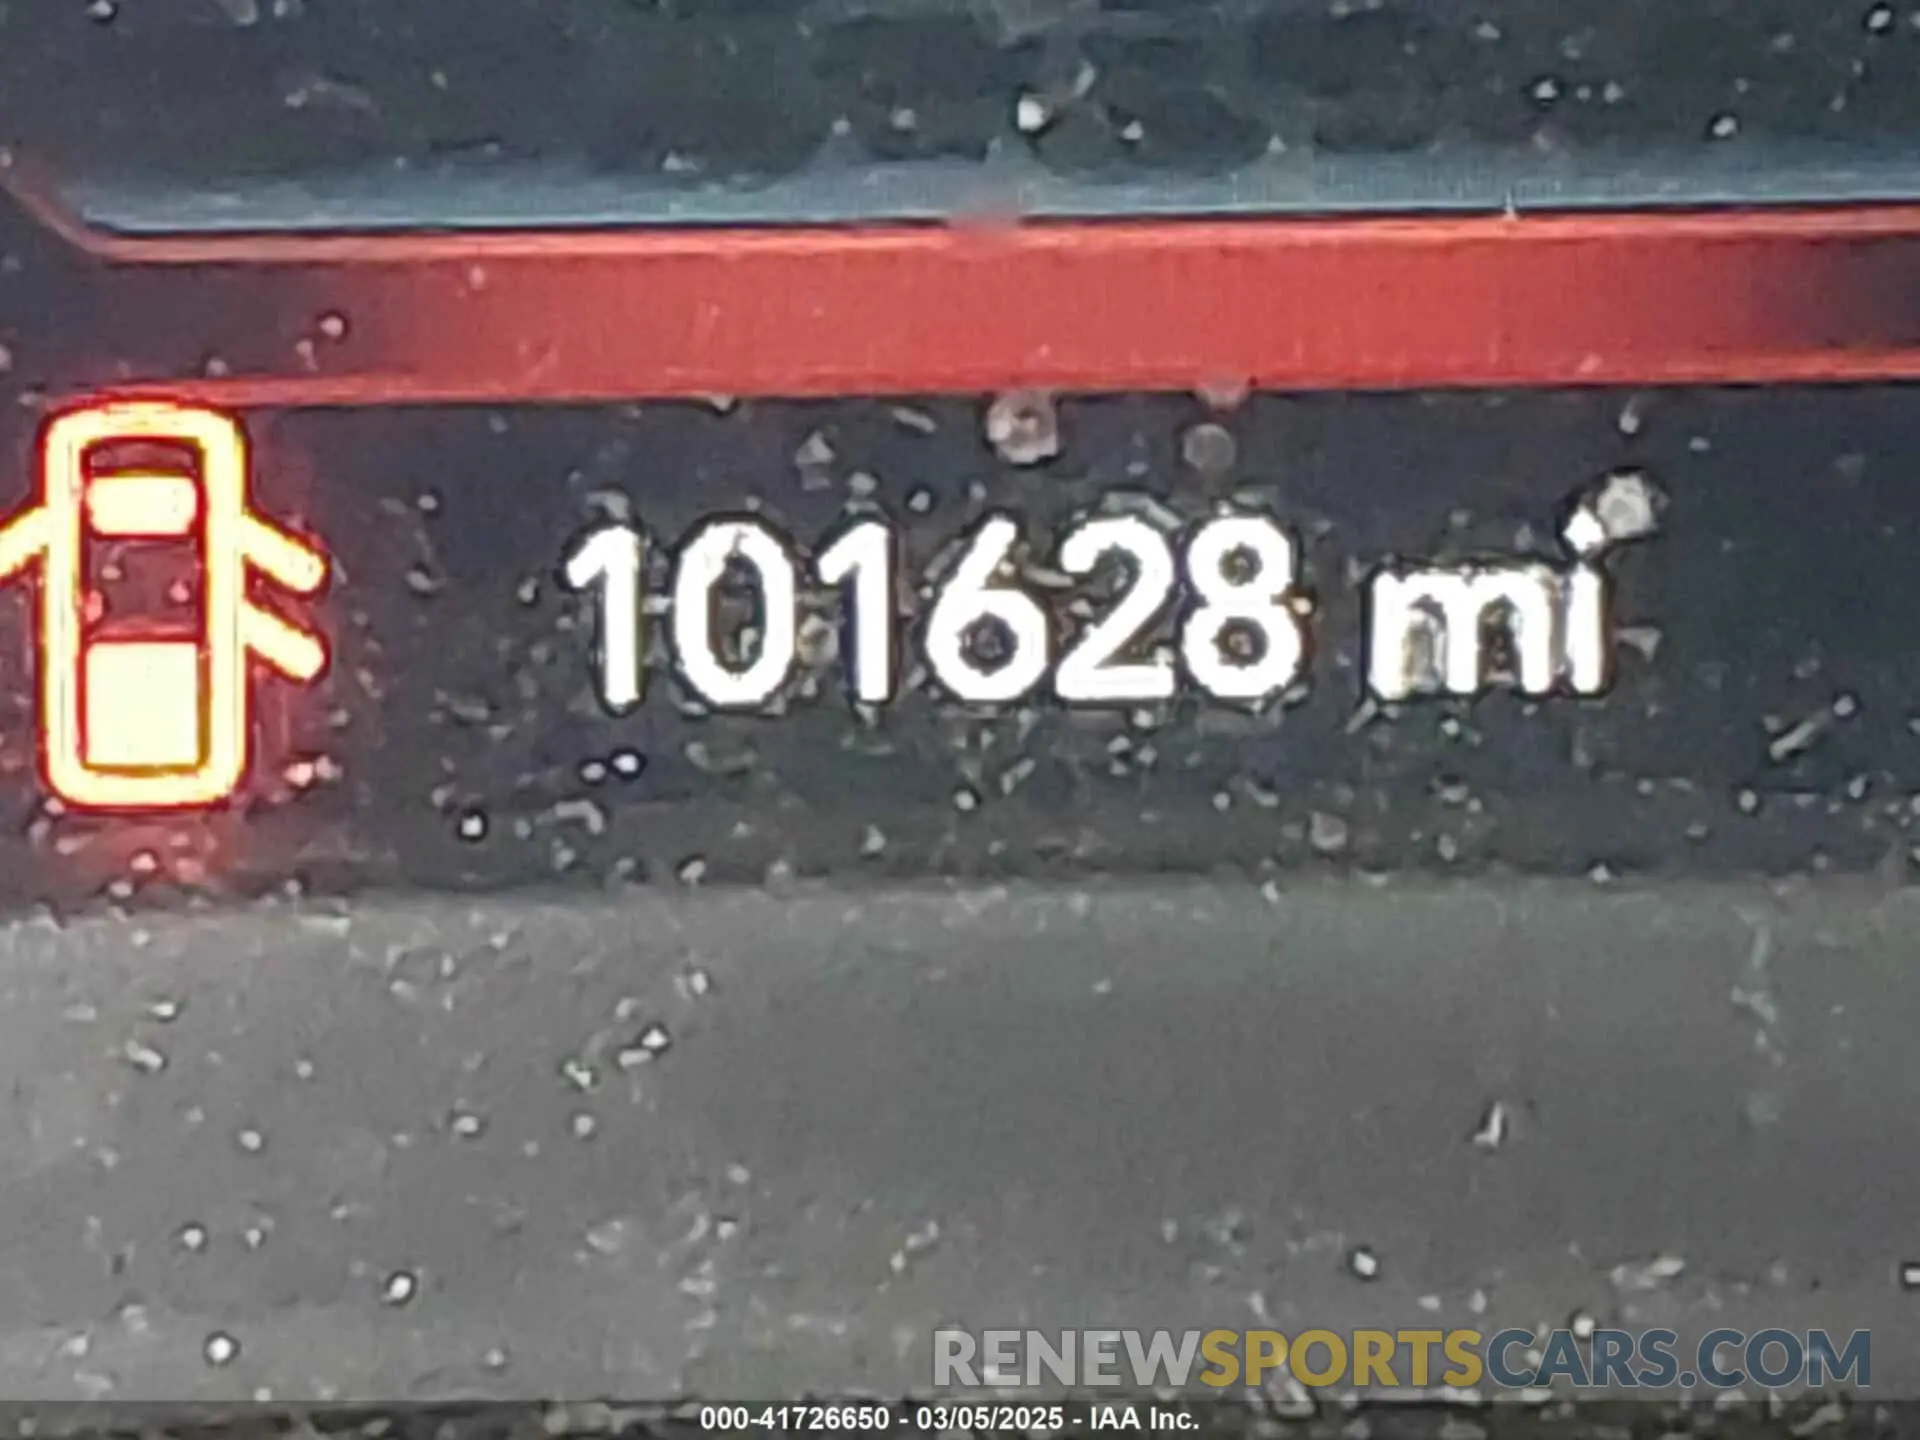 101628 mi
RENEWSPORTSCARS.COM
000-41726650 - 03/05/2025 - IAA Inc.